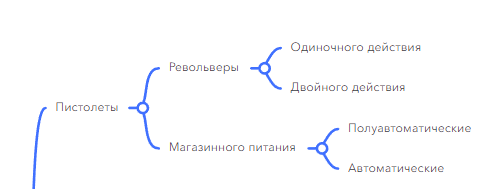 Одиночного действия
Револьверы
Двойного действия
Пистолеты
Полуавтоматические
Магазинного питания
Автоматические